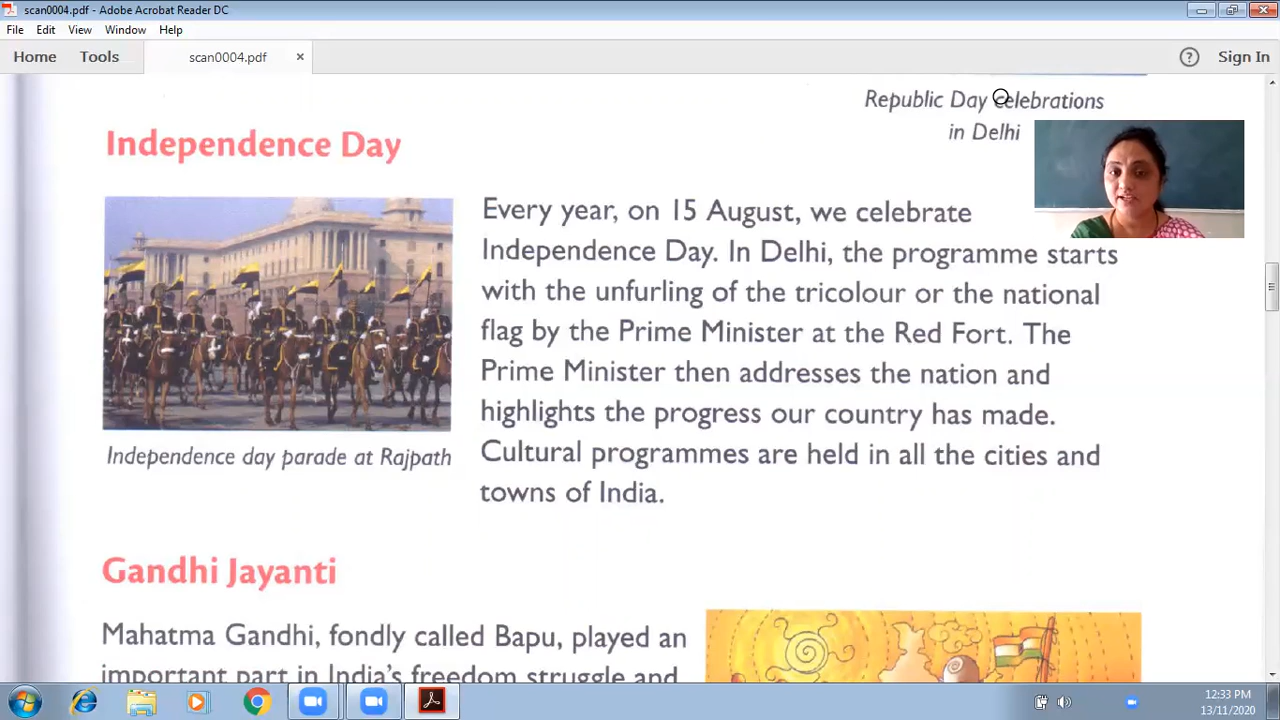 scan0004.pdf - Adobe Acrobat Reader DC
File Edit View Window Help
Home Tools scan0004.pdf × ? Sign In
Republic Day celebrations
in Delhi
Independence Day
Every year, on 15 August, we celebrate
Independence Day. In Delhi, the programme starts
with the unfurling of the tricolour or the national
flag by the Prime Minister at the Red Fort. The
Prime Minister then addresses the nation and
highlights the progress our country has made.
Cultural programmes are held in all the cities and
towns of India.
Independence day parade at Rajpath
Gandhi Jayanti
Mahatma Gandhi, fondly called Bapu, played an
important part in India's freedom struggle and
12:33 PM
13/11/2020